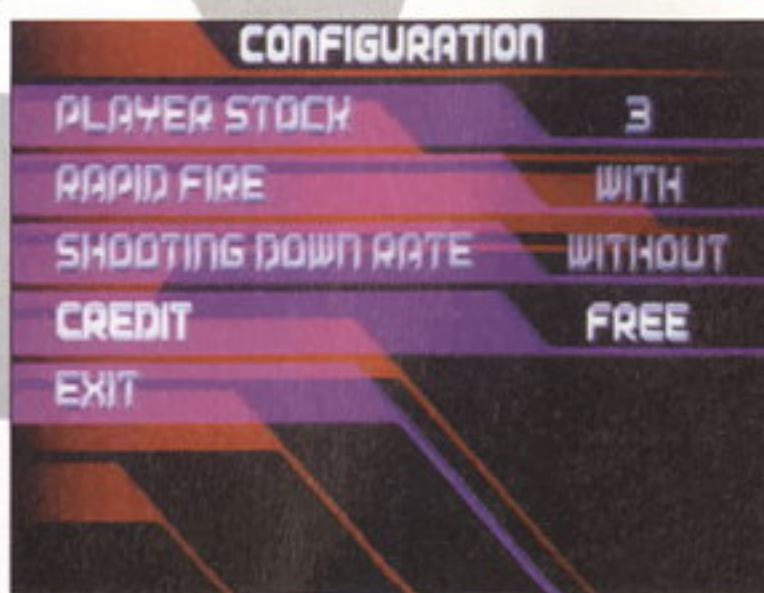 CONFIGURATION
PLAYER STOCK 3
RAPID FIRE WITH
SHOOTING DOWN RATE WITHOUT
CREDIT FREE
EXIT